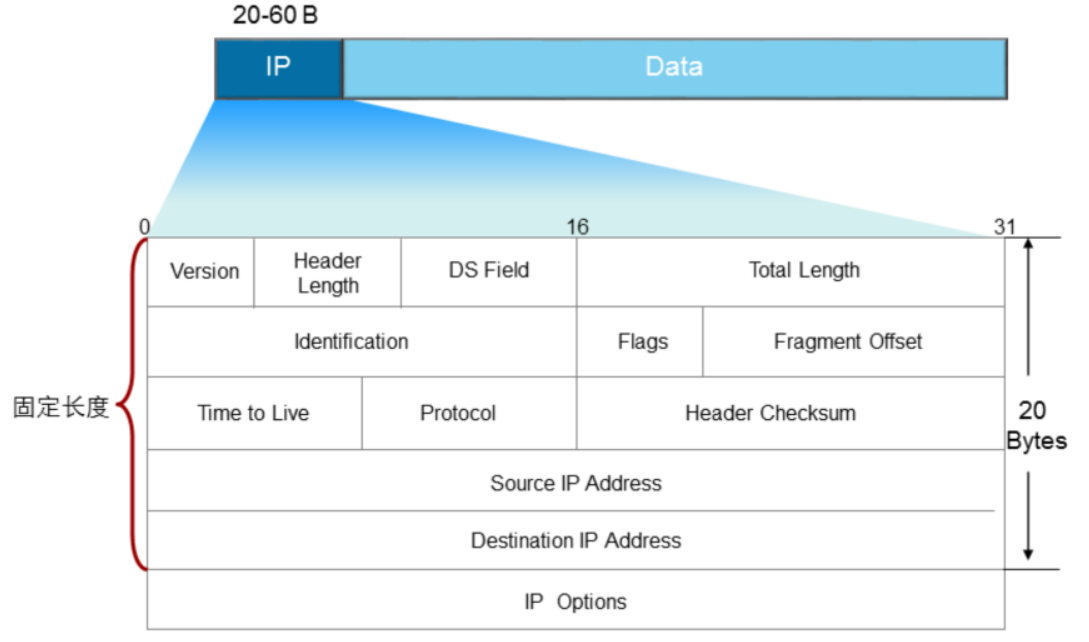 20-60 B
IP
Data
0
16
31
Version
Header
Length
DS Field
Total Length
Identification
Flags
Fragment Offset
固定长度
Time to Live
Protocol
Header Checksum
20
Bytes
Source IP Address
Destination IP Address
IP Options